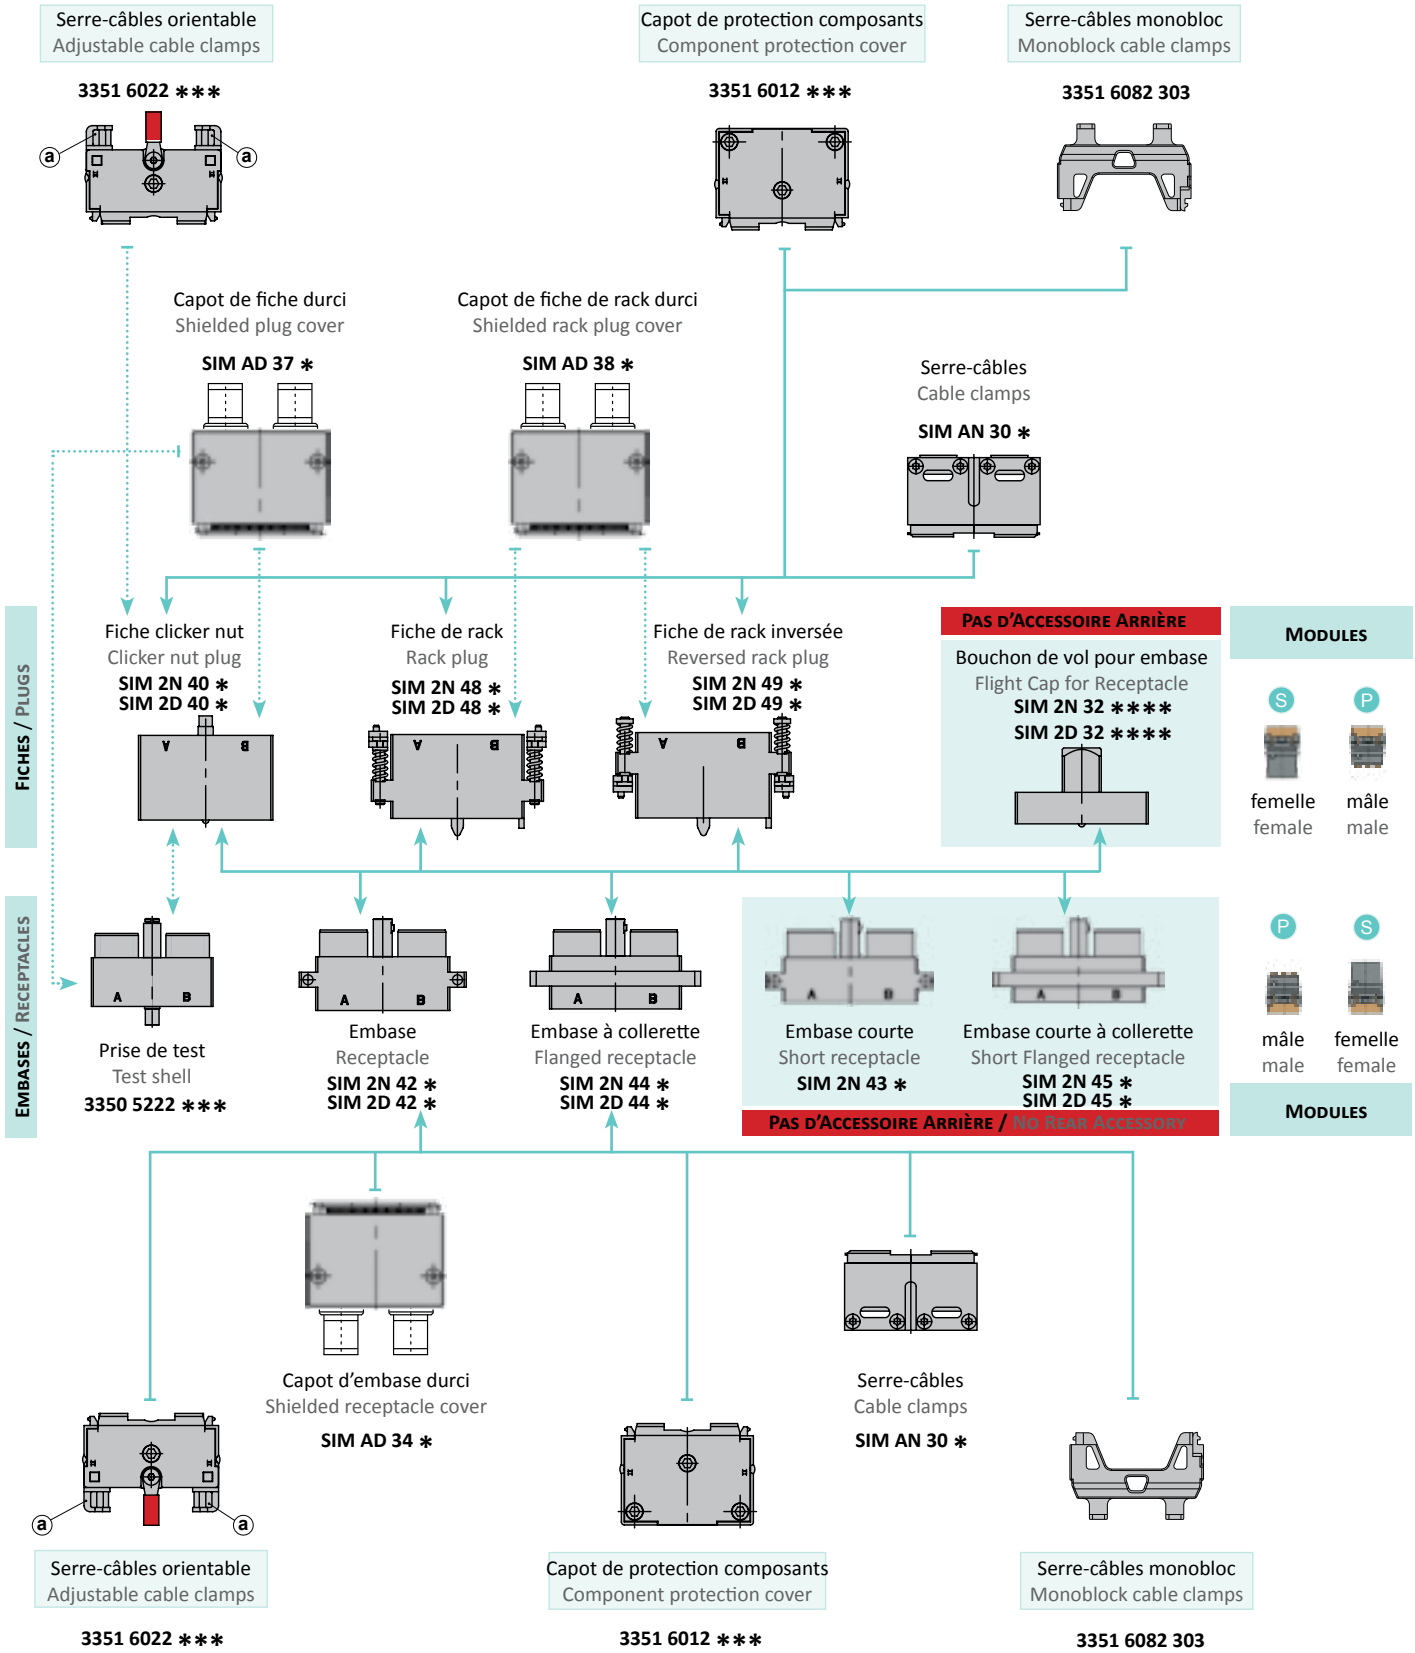 Serre-câbles orientable
Adjustable cable clamps
3351 6022 ***
a
a
Capot de protection composants
Component protection cover
3351 6012 ***
Serre-câbles monobloc
Monoblock cable clamps
3351 6082 303
Capot de fiche durci
Shielded plug cover
SIM AD 37 *
Capot de fiche de rack durci
Shielded rack plug cover
SIM AD 38 *
Serre-câbles
Cable clamps
SIM AN 30 *
FICHES / PLUGS
Fiche clicker nut
Clicker nut plug
SIM 2N 40 *
SIM 2D 40 *
A B
Fiche de rack
Rack plug
SIM 2N 48 *
SIM 2D 48 *
A B
Fiche de rack inversée
Reversed rack plug
SIM 2N 49 *
SIM 2D 49 *
A B
PAS D'ACCESSOIRE ARRIÈRE
Bouchon de vol pour embase
Flight Cap for Receptacle
SIM 2N 32 ****
SIM 2D 32 ****
MODULES
S P
femelle mâle
female male
EMBASES / RECEPTACLES
A B
Prise de test
Test shell
3350 5222 ***
A B
Embase
Receptacle
SIM 2N 42 *
SIM 2D 42 *
A B
Embase à collerette
Flanged receptacle
SIM 2N 44 *
SIM 2D 44 *
A B
Embase courte
Short receptacle
SIM 2N 43 *
A B
Embase courte à collerette
Short Flanged receptacle
SIM 2N 45 *
SIM 2D 45 *
PAS D'ACCESSOIRE ARRIÈRE / NO REAR ACCESSORY
P S
mâle femelle
male female
MODULES
Capot d'embase durci
Shielded receptacle cover
SIM AD 34 *
Serre-câbles
Cable clamps
SIM AN 30 *
a
a
Serre-câbles orientable
Adjustable cable clamps
3351 6022 ***
Capot de protection composants
Component protection cover
3351 6012 ***
Serre-câbles monobloc
Monoblock cable clamps
3351 6082 303